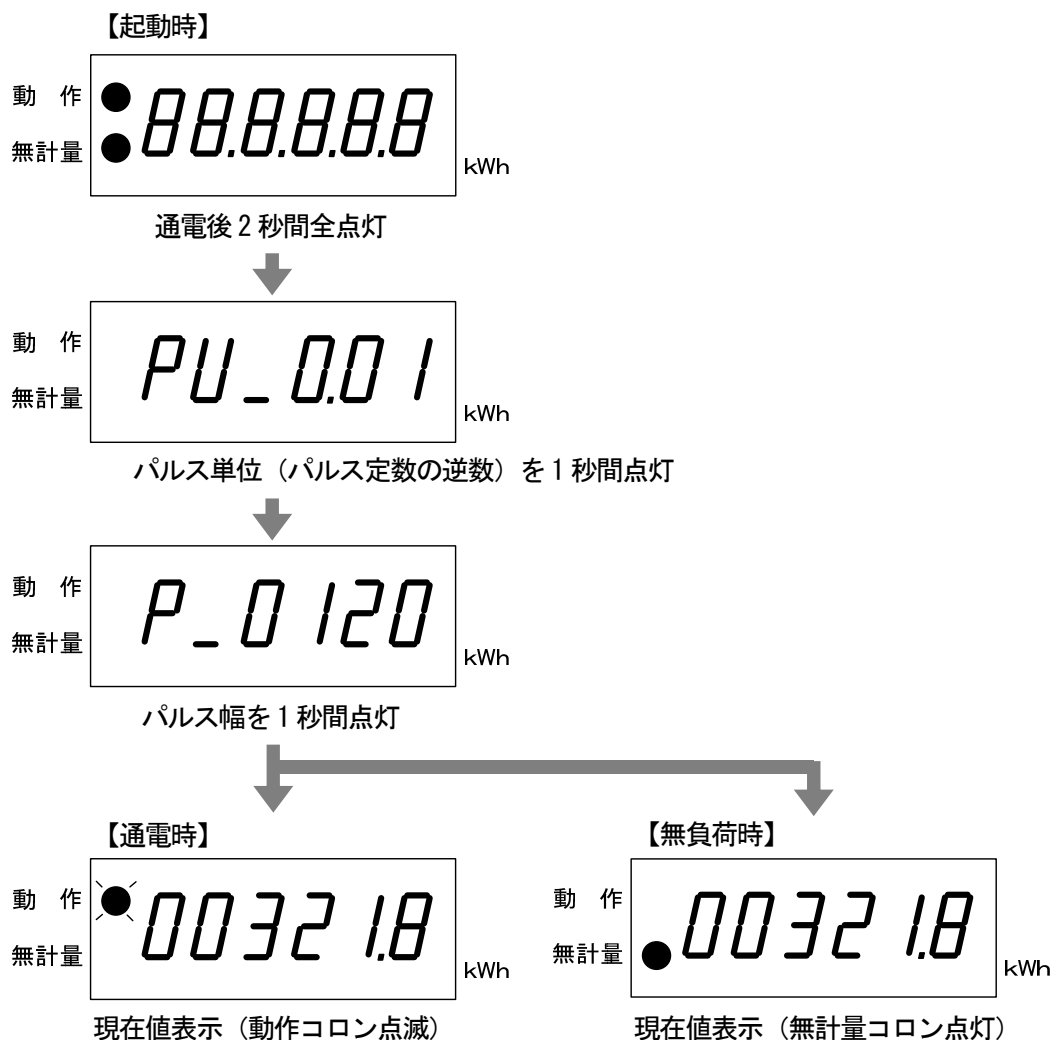 【起動時】
動 作
88.8.8.8.8
無計量
kWh
通電後2秒間全点灯
動 作
PU_0.01
無計量
kWh
パルス単位（パルス定数の逆数）を1秒間点灯
動 作
P_0120
無計量
kWh
パルス幅を1秒間点灯
【通電時】
動 作
00321.8
無計量
kWh
現在値表示（動作コロン点滅）
【無負荷時】
動 作
00321.8
無計量
kWh
現在値表示（無計量コロン点灯）